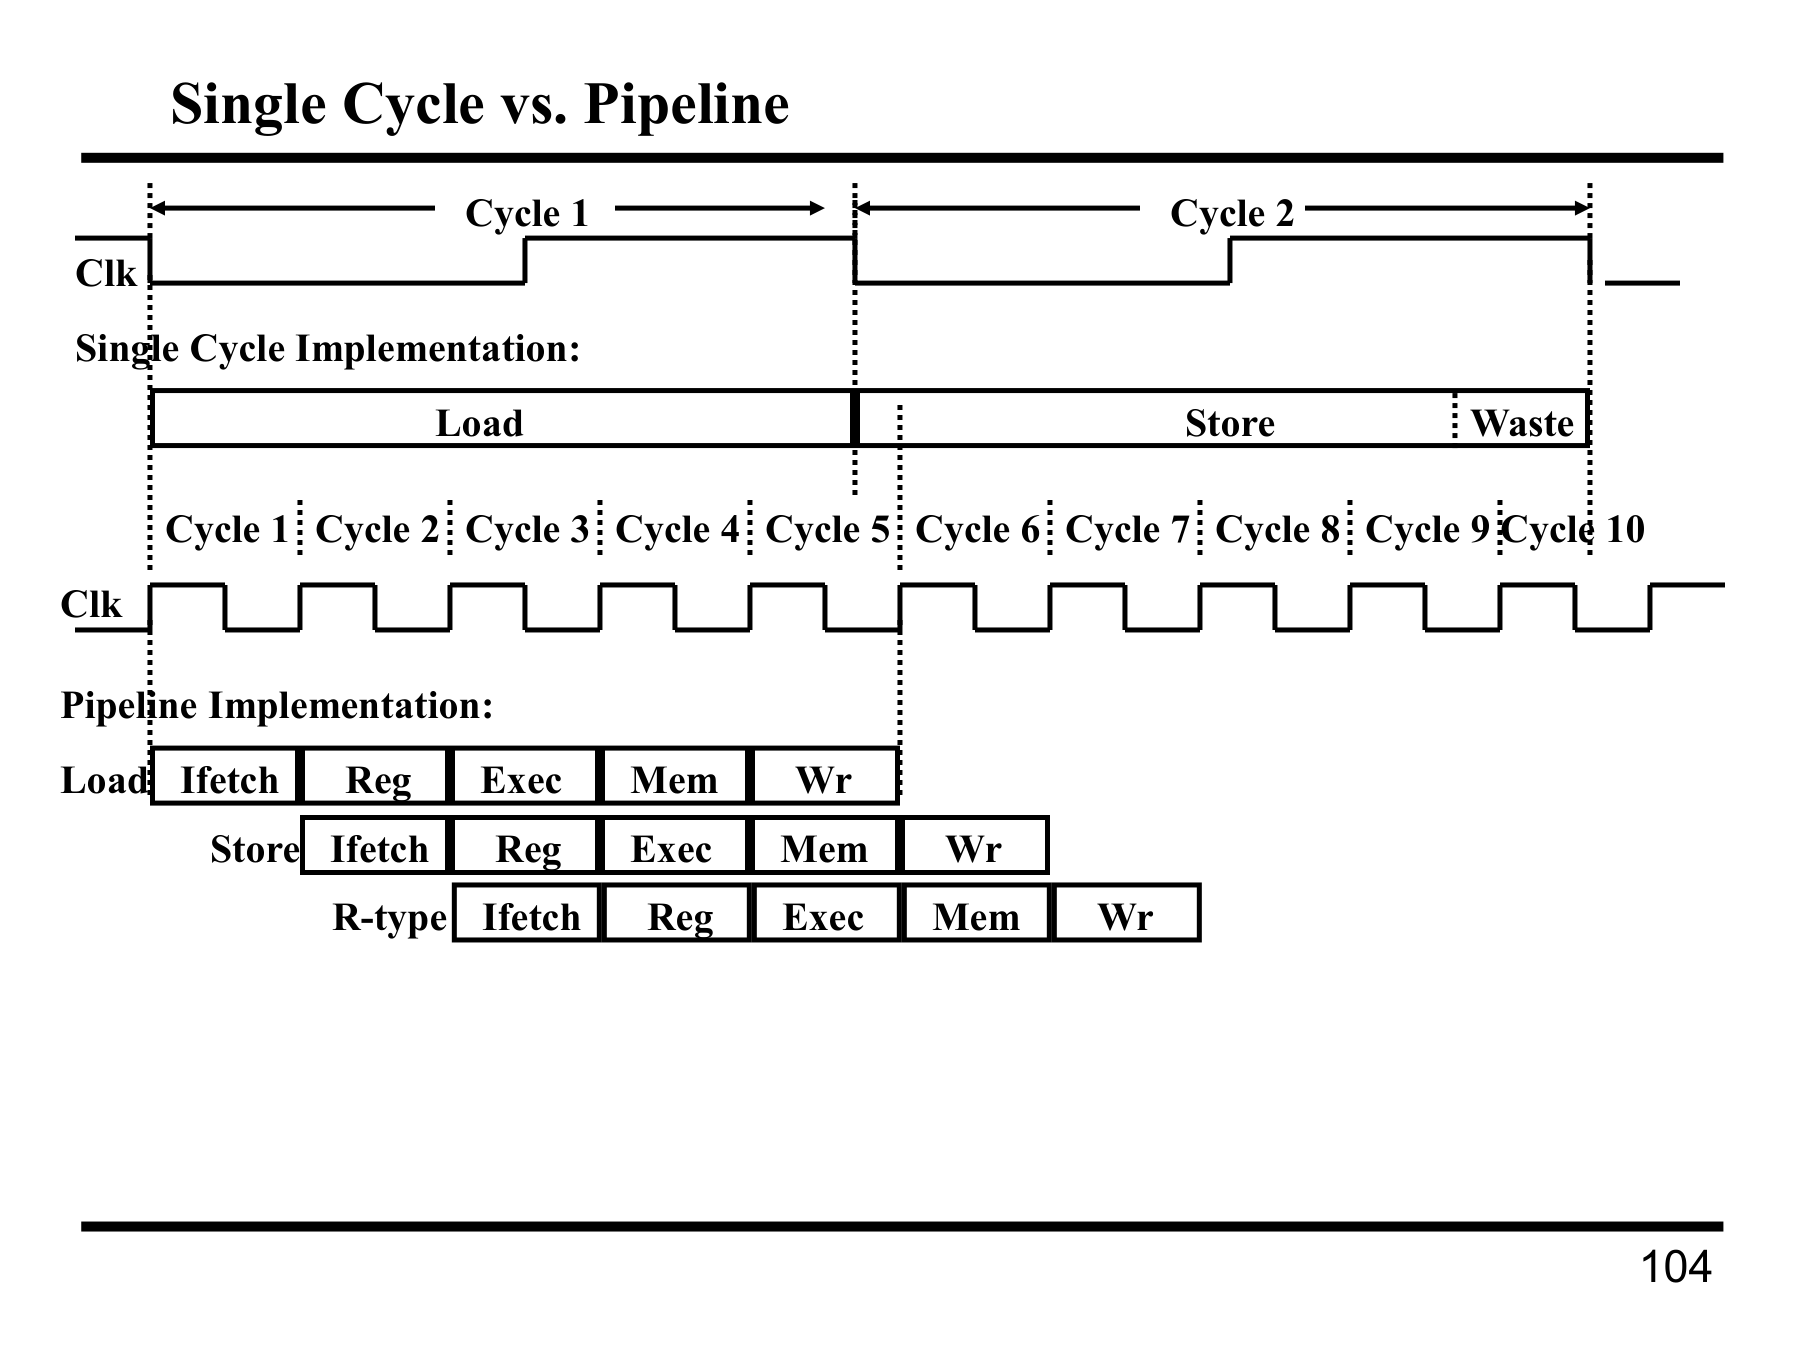 Single Cycle vs. Pipeline
Cycle 1 Cycle 2
Clk
Single Cycle Implementation:
Load Store Waste
Cycle 1 Cycle 2 Cycle 3 Cycle 4 Cycle 5 Cycle 6 Cycle 7 Cycle 8 Cycle 9 Cycle 10
Clk
Pipeline Implementation:
Load Ifetch Reg Exec Mem Wr
Store Ifetch Reg Exec Mem Wr
R-type Ifetch Reg Exec Mem Wr
104